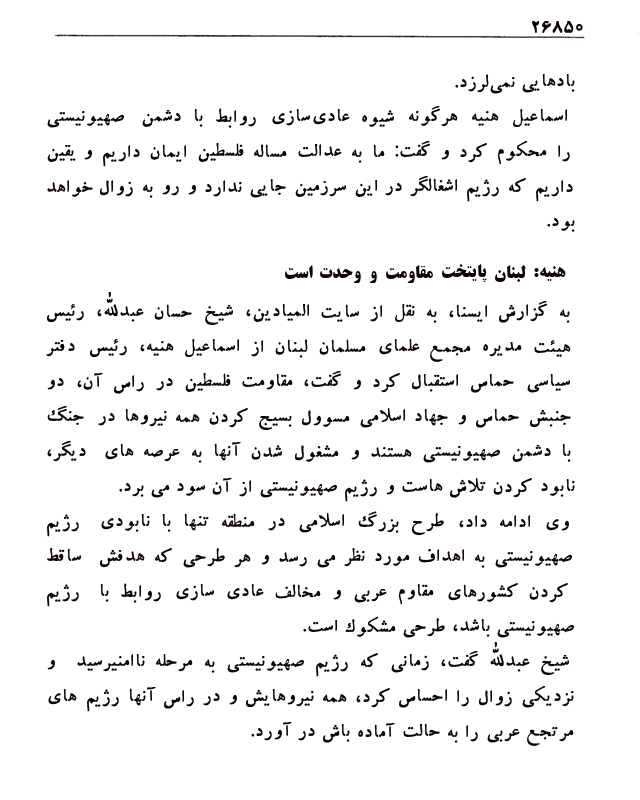 ۲۶۸۵۰
بادهایی نمی‌لرزد.
اسماعیل هنیه هرگونه شیوه عادی‌سازی روابط با دشمن صهیونیستی
را محکوم کرد و گفت: ما به عدالت مساله فلسطین ایمان داریم و یقین
داریم که رژیم اشغالگر در این سرزمین جایی ندارد و رو به زوال خواهد
بود.
هنیه: لبنان پایتخت مقاومت و وحدت است
به گزارش ایسنا، به نقل از سایت المیادین، شیخ حسان عبدالله، رئیس
هیئت مدیره مجمع علمای مسلمان لبنان از اسماعیل هنیه، رئیس دفتر
سیاسی حماس استقبال کرد و گفت، مقاومت فلسطین در راس آن، دو
جنبش حماس و جهاد اسلامی مسوول بسیج کردن همه نیروها در جنگ
با دشمن صهیونیستی هستند و مشغول شدن آنها به عرصه های دیگر،
نابود کردن تلاش هاست و رژیم صهیونیستی از آن سود می برد.
وی ادامه داد، طرح بزرگ اسلامی در منطقه تنها با نابودی رژیم
صهیونیستی به اهداف مورد نظر می رسد و هر طرحی که هدفش ساقط
کردن کشورهای مقاوم عربی و مخالف عادی سازی روابط با رژیم
صهیونیستی باشد، طرحی مشکوک است.
شیخ عبدالله گفت، زمانی که رژیم صهیونیستی به مرحله ناامنیرسید و
نزدیکی زوال را احساس کرد، همه نیروهایش و در راس آنها رژیم های
مرتجع عربی را به حالت آماده باش در آورد.